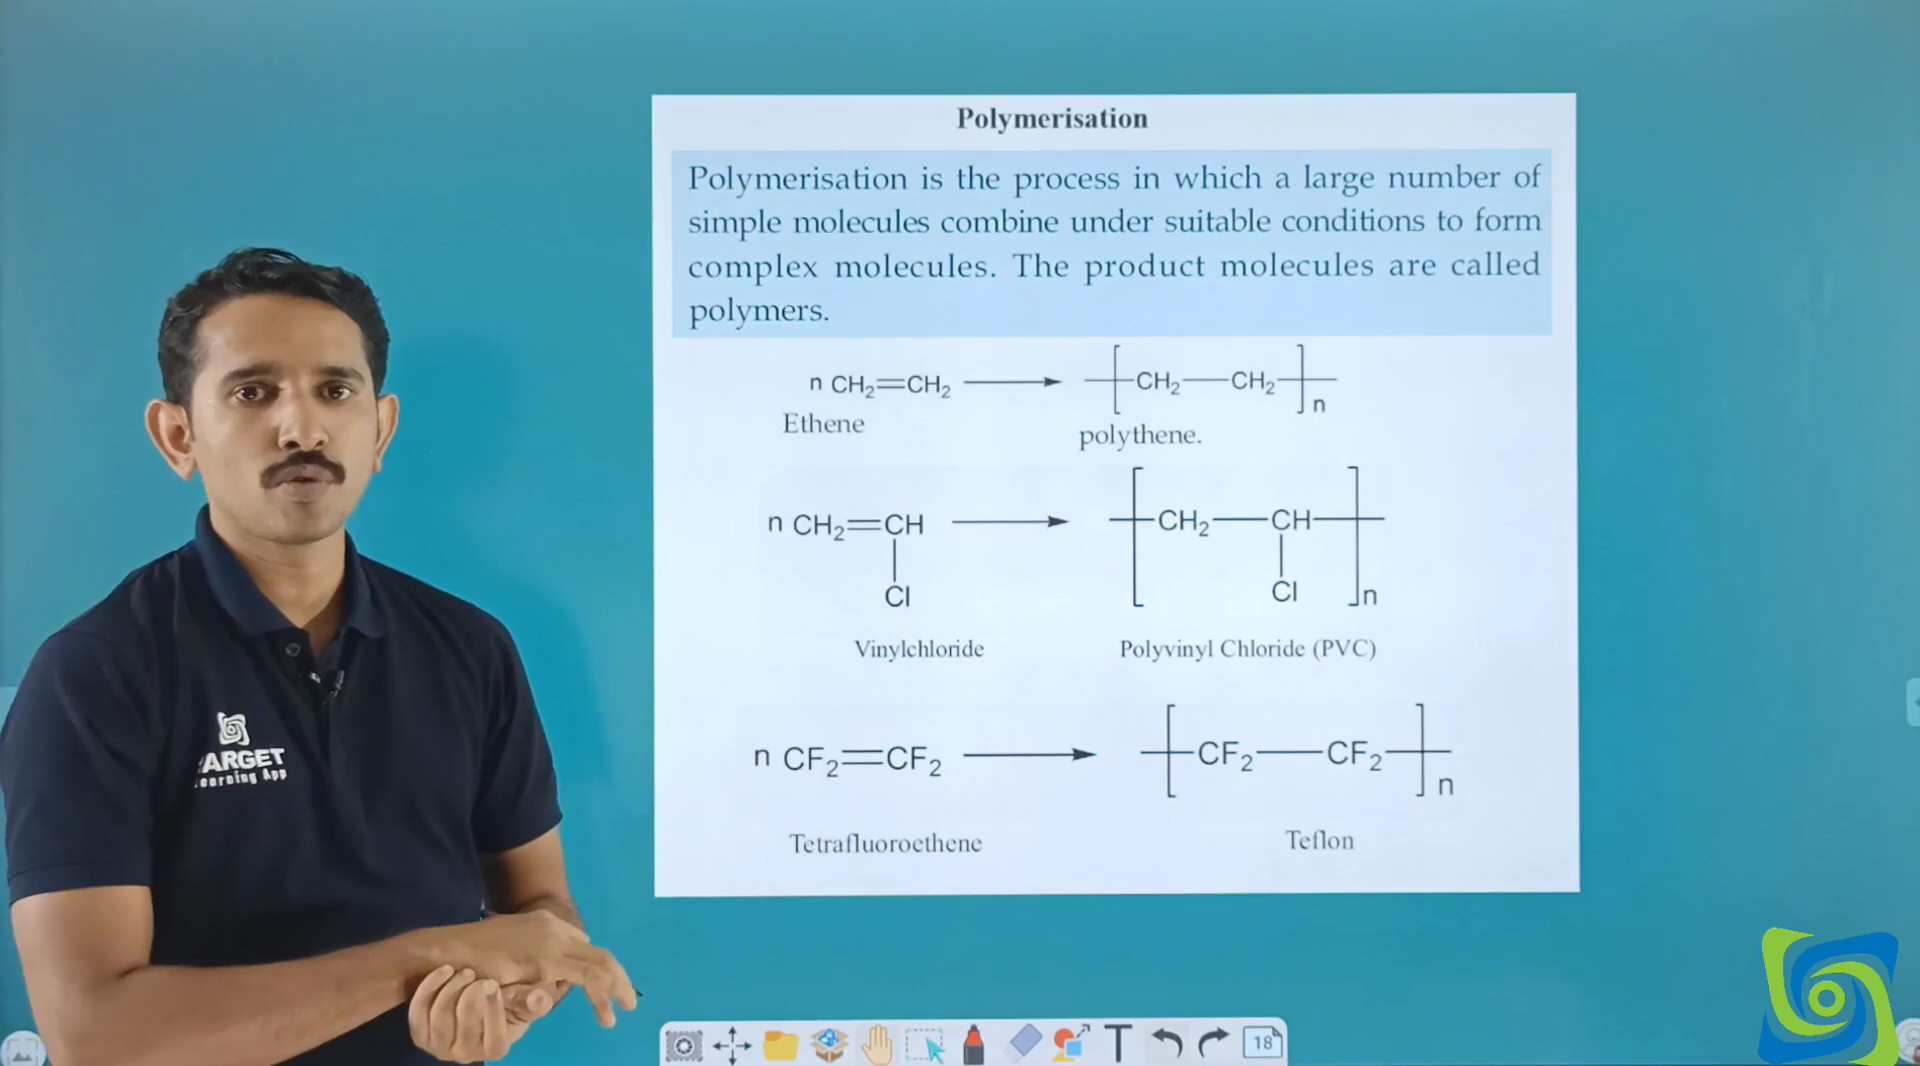 Polymerisation
Polymerisation is the process in which a large number of
simple molecules combine under suitable conditions to form
complex molecules. The product molecules are called
polymers.
n CH₂=CH₂ ⟶ [CH₂—CH₂]n
Ethene
polythene.
n CH₂=CH ⟶ [CH₂—CH]n
Cl Cl
Vinylchloride Polyvinyl Chloride (PVC)
n CF₂=CF₂ ⟶ [CF₂—CF₂]n
Tetrafluoroethene Teflon
ARGET
earning App
T 18